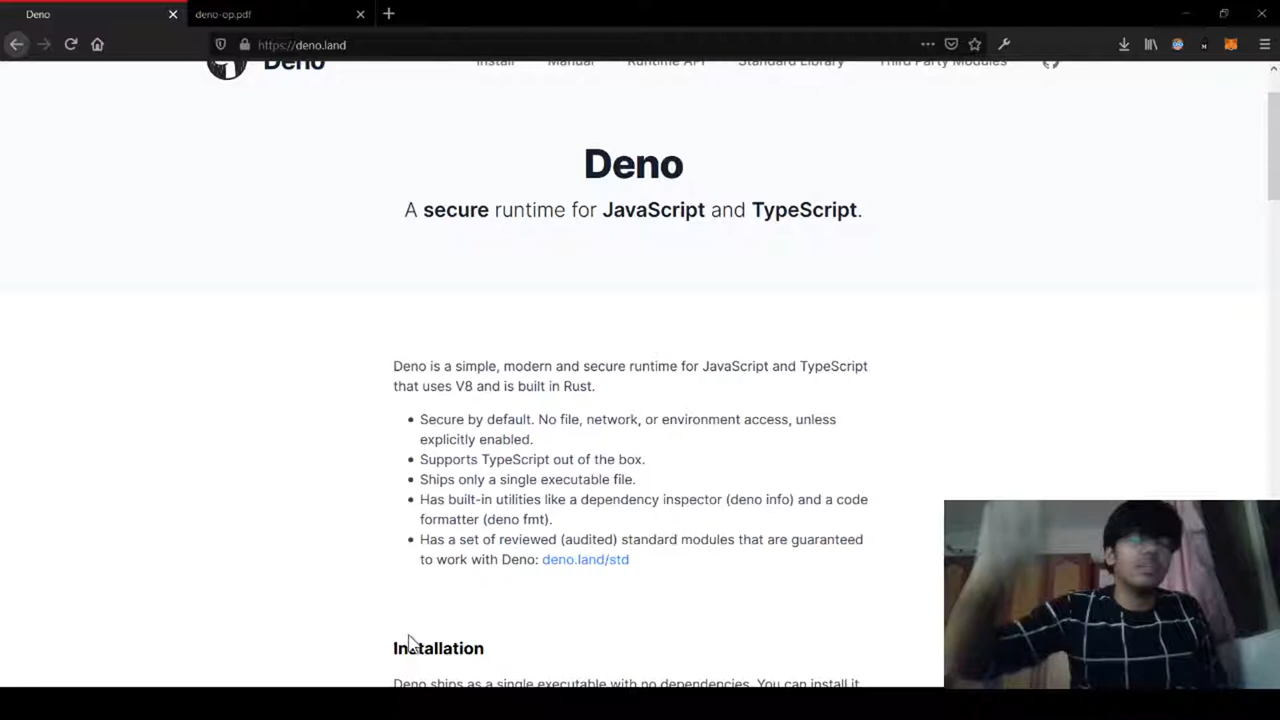 Deno
deno-op.pdf
https://deno.land
Deno
Install
Manual
Runtime API
Standard Library
Third Party Modules
Deno
A secure runtime for JavaScript and TypeScript.
Deno is a simple, modern and secure runtime for JavaScript and TypeScript
that uses V8 and is built in Rust.
• Secure by default. No file, network, or environment access, unless
explicitly enabled.
• Supports TypeScript out of the box.
• Ships only a single executable file.
• Has built-in utilities like a dependency inspector (deno info) and a code
formatter (deno fmt).
• Has a set of reviewed (audited) standard modules that are guaranteed
to work with Deno: deno.land/std
Installation
Deno ships as a single executable with no dependencies. You can install it